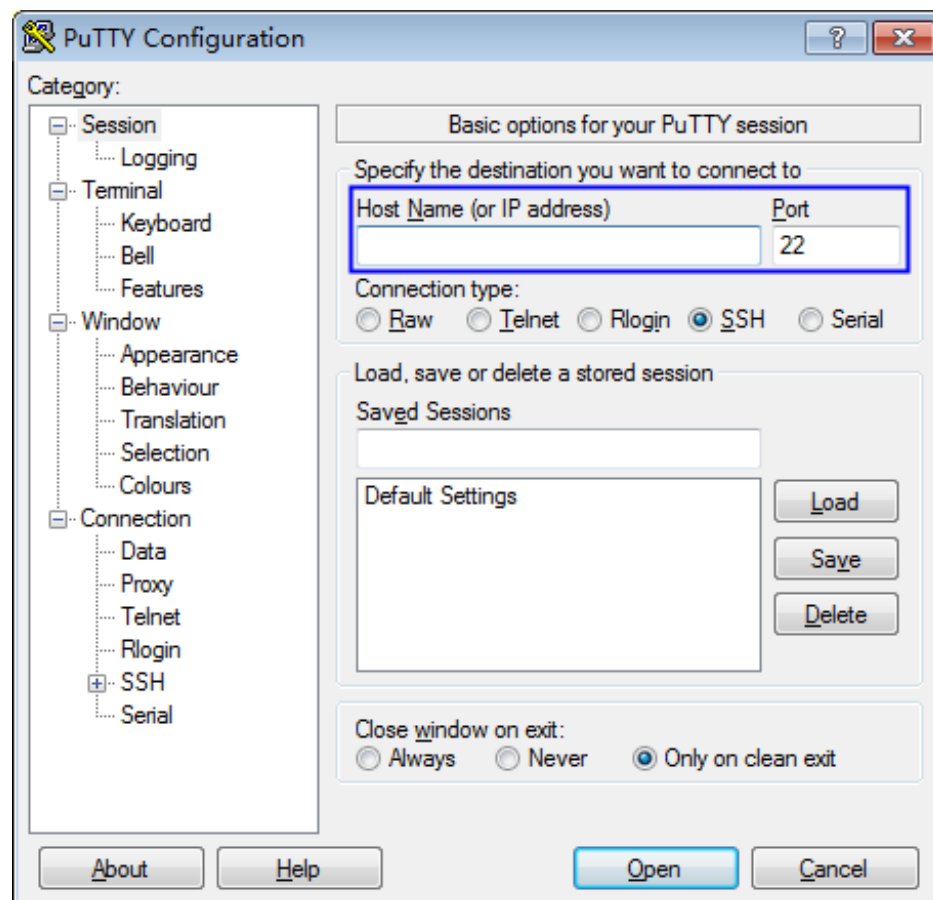 PuTTY Configuration
Category:
Session
Logging
Terminal
Keyboard
Bell
Features
Window
Appearance
Behaviour
Translation
Selection
Colours
Connection
Data
Proxy
Telnet
Rlogin
SSH
Serial
Basic options for your PuTTY session
Specify the destination you want to connect to
Host Name (or IP address) Port
22
Connection type:
Raw Telnet Rlogin SSH Serial
Load, save or delete a stored session
Saved Sessions
Default Settings
Load
Save
Delete
Close window on exit:
Always Never Only on clean exit
About Help Open Cancel